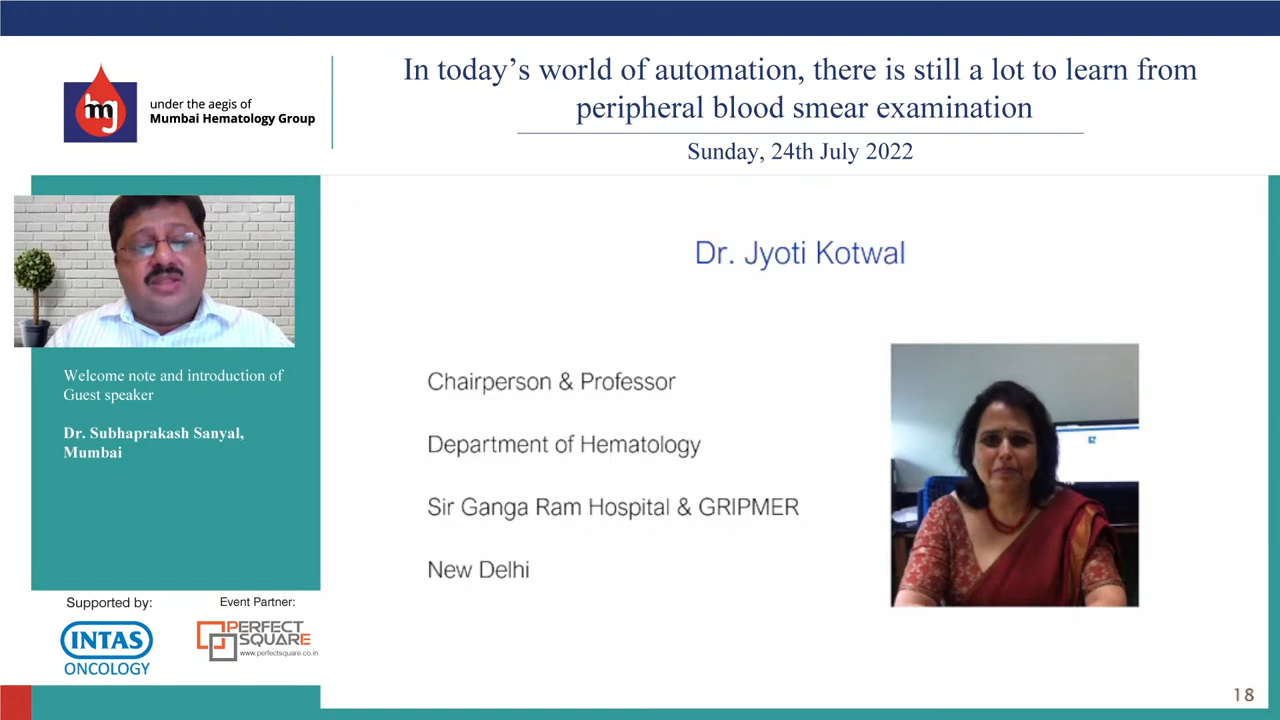 In today's world of automation, there is still a lot to learn from
peripheral blood smear examination
Sunday, 24th July 2022
hmg
under the aegis of
Mumbai Hematology Group
Welcome note and introduction of
Guest speaker
Dr. Subhaprakash Sanyal,
Mumbai
Supported by:
INTAS
ONCOLOGY
Event Partner:
PERFECT
SQUARE
www.perfectsquare.co.in
Dr. Jyoti Kotwal
Chairperson & Professor
Department of Hematology
Sir Ganga Ram Hospital & GRIPMER
New Delhi
18